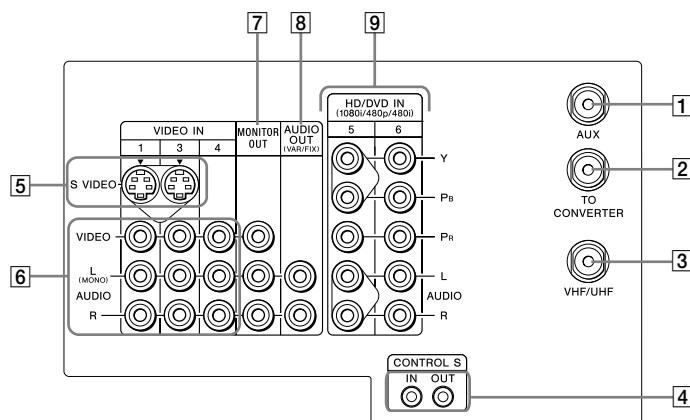 7
8
9
HD/DVD IN
(1080i/480p/480i)
5 6
1
AUX
VIDEO IN
1 3 4
MONITOR
OUT
AUDIO
OUT
(VAR/FIX)
Y
2
TO
CONVERTER
5
S VIDEO
PB
VIDEO
PR
3
VHF/UHF
6
L
(MONO)
AUDIO
R
L
AUDIO
R
CONTROL S
IN OUT
4